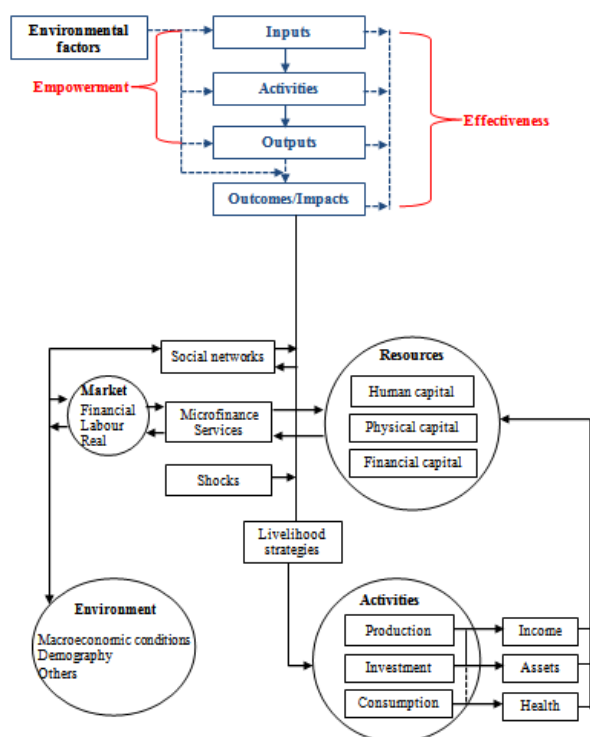 Environmental
factors
Inputs
Empowerment
Activities
Effectiveness
Outputs
Outcomes/Impacts
Social networks
Resources
Human capital
Physical capital
Financial capital
Market
Financial
Labour
Real
Microfinance
Services
Shocks
Livelihood
strategies
Environment
Macroeconomic conditions
Demography
Others
Activities
Production
Investment
Consumption
Income
Assets
Health